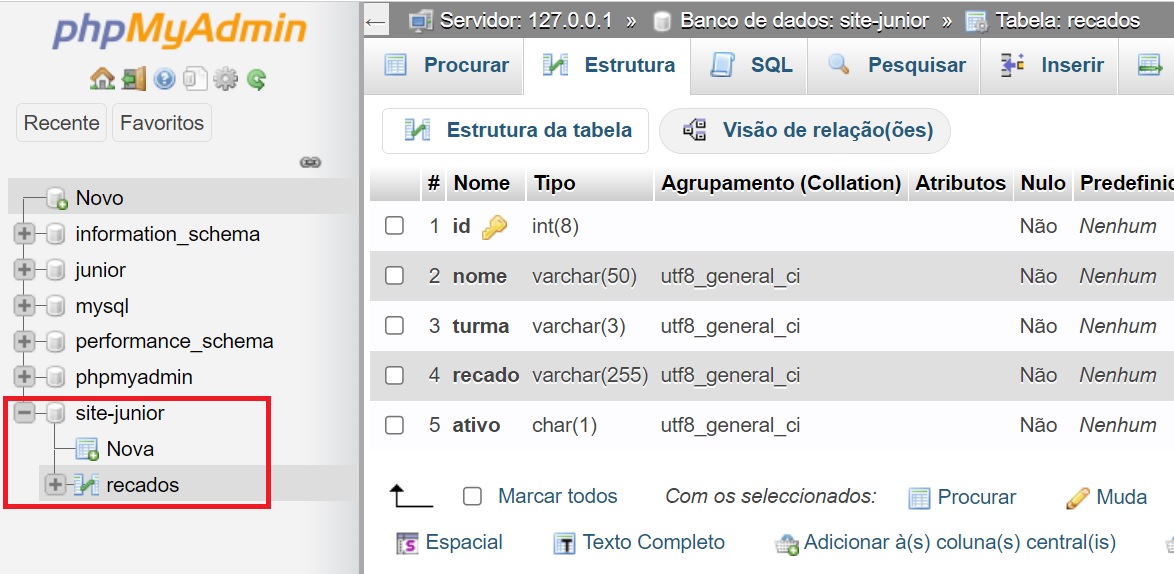 phpMyAdmin
Recente Favoritos
Novo
information_schema
junior
mysql
performance_schema
phpmyadmin
site-junior
Nova
recados
Servidor: 127.0.0.1 » Banco de dados: site-junior » Tabela: recados
Procurar Estrutura SQL Pesquisar Inserir
Estrutura da tabela Visão de relação(ões)
# Nome Tipo Agrupamento (Collation) Atributos Nulo Predefinic
1 id int(8) Não Nenhum
2 nome varchar(50) utf8_general_ci Não Nenhum
3 turma varchar(3) utf8_general_ci Não Nenhum
4 recado varchar(255) utf8_general_ci Não Nenhum
5 ativo char(1) utf8_general_ci Não Nenhum
Marcar todos Com os seleccionados: Procurar Muda
Espacial Texto Completo Adicionar à(s) coluna(s) central(is)